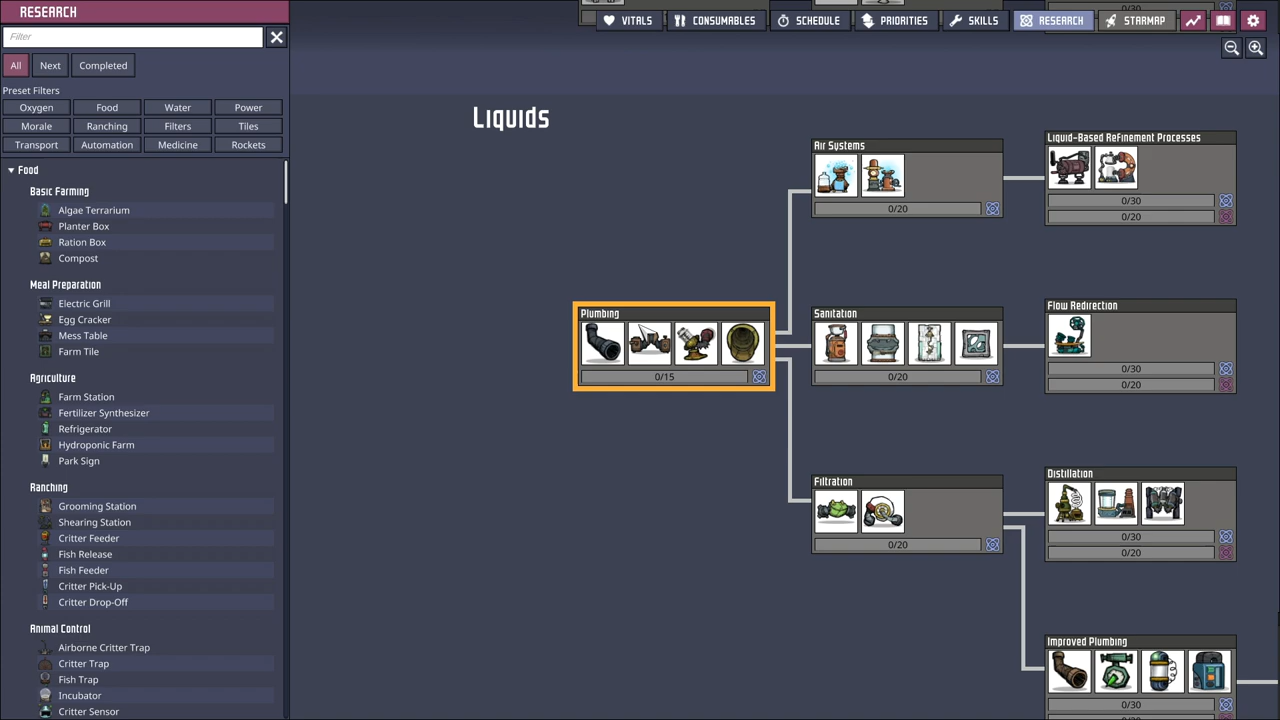 RESEARCH
VITALS
CONSUMABLES
SCHEDULE
PRIORITIES
SKILLS
RESEARCH
STARMAP
Filter
All
Next
Completed
Preset Filters
Oxygen
Food
Water
Power
Morale
Ranching
Filters
Tiles
Transport
Automation
Medicine
Rockets
Food
Basic Farming
Algae Terrarium
Planter Box
Ration Box
Compost
Meal Preparation
Electric Grill
Egg Cracker
Mess Table
Farm Tile
Agriculture
Farm Station
Fertilizer Synthesizer
Refrigerator
Hydroponic Farm
Park Sign
Ranching
Grooming Station
Shearing Station
Critter Feeder
Fish Release
Fish Feeder
Critter Pick-Up
Critter Drop-Off
Animal Control
Airborne Critter Trap
Critter Trap
Fish Trap
Incubator
Critter Sensor
Liquids
Plumbing
0/15
Air Systems
0/20
Sanitation
0/20
Filtration
0/20
Liquid-Based Refinement Processes
0/30
0/20
Flow Redirection
0/30
0/20
Distillation
0/30
0/20
Improved Plumbing
0/30